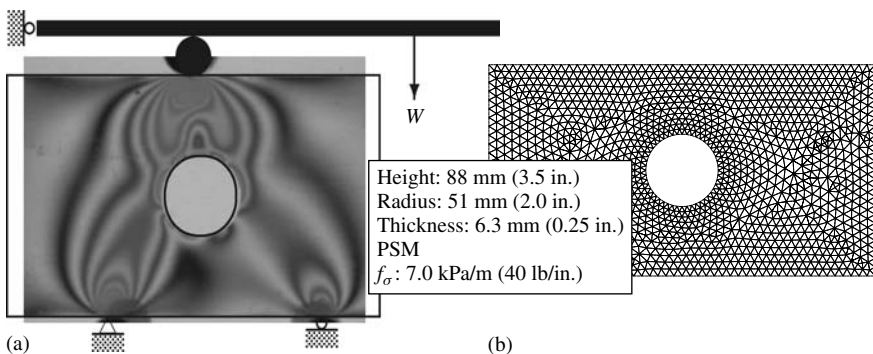 W
Height: 88 mm (3.5 in.)
Radius: 51 mm (2.0 in.)
Thickness: 6.3 mm (0.25 in.)
PSM
fσ: 7.0 kPa/m (40 lb/in.)
(a)
(b)